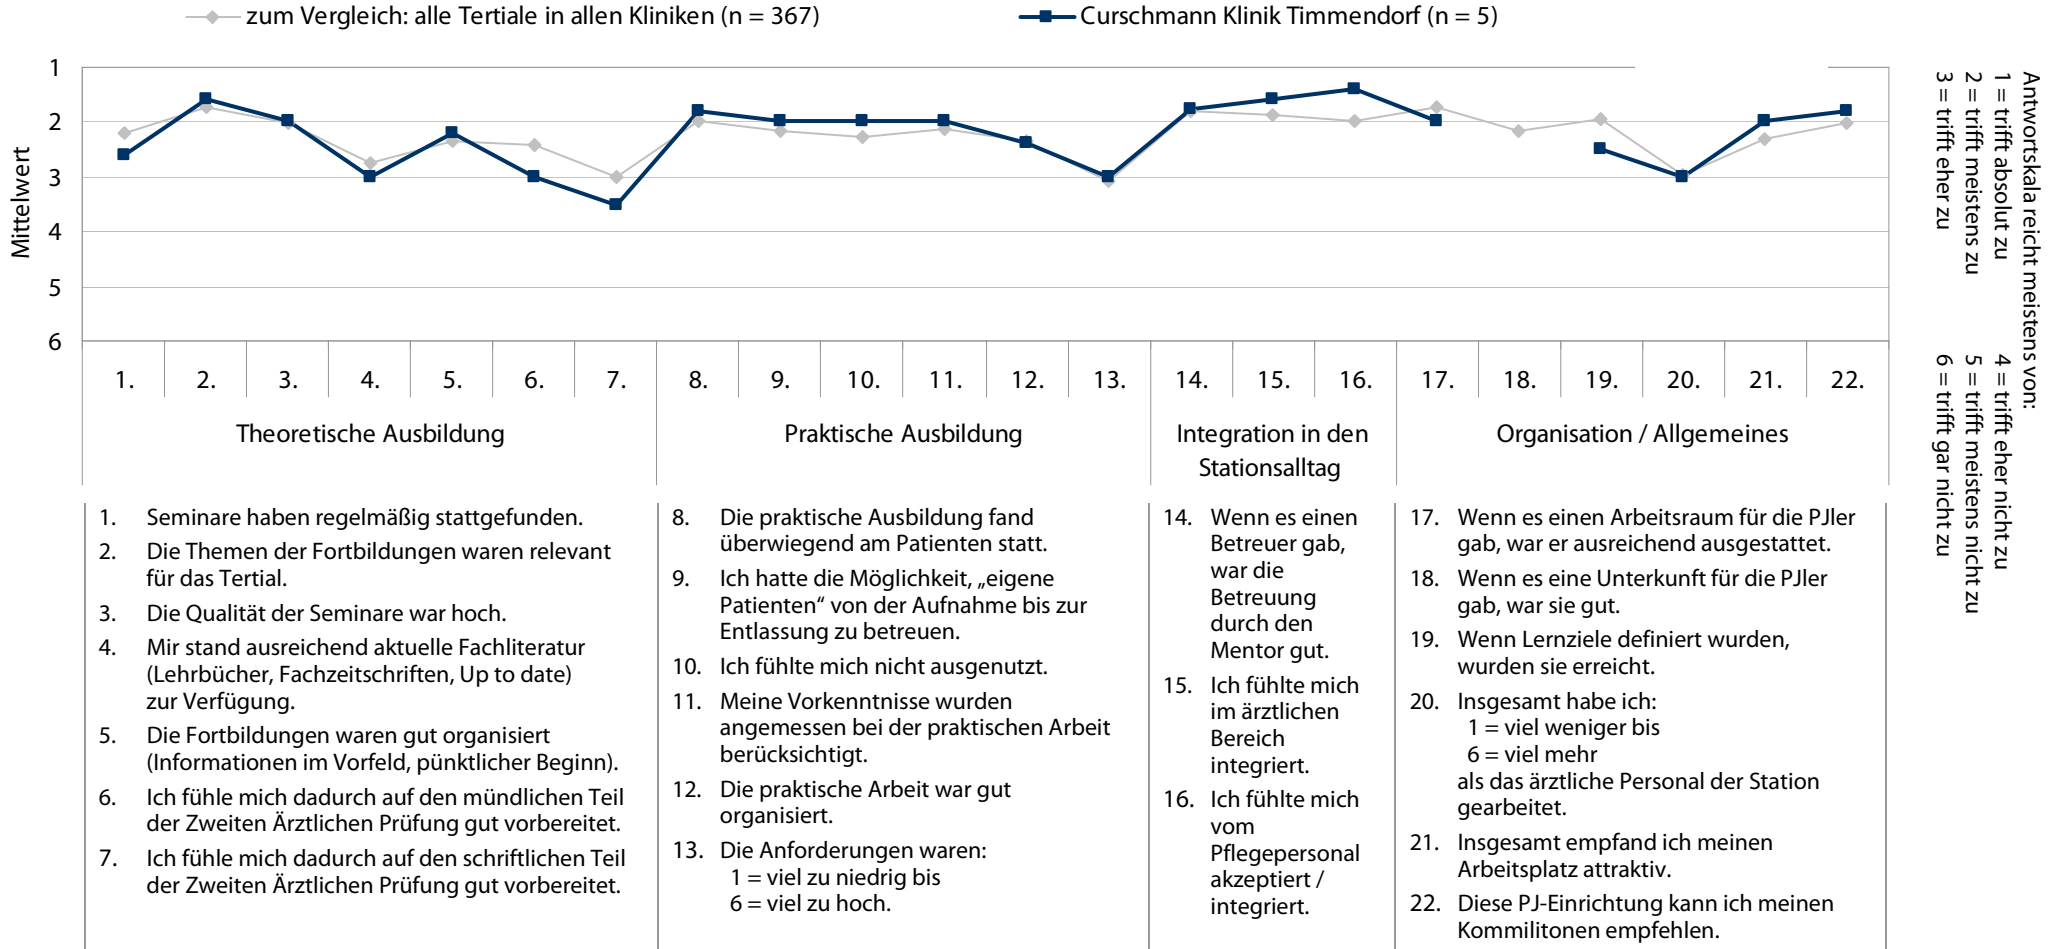 zum Vergleich: alle Tertiale in allen Kliniken (n = 367)
Curschmann Klinik Timmendorf (n = 5)
Mittelwert
1
2
3
4
5
6
1.
2.
3.
4.
5.
6.
7.
8.
9.
10.
11.
12.
13.
14.
15.
16.
17.
18.
19.
20.
21.
22.
Theoretische Ausbildung
Praktische Ausbildung
Integration in den
Stationsalltag
Organisation / Allgemeines
1. Seminare haben regelmäßig stattgefunden.
2. Die Themen der Fortbildungen waren relevant
für das Tertial.
3. Die Qualität der Seminare war hoch.
4. Mir stand ausreichend aktuelle Fachliteratur
(Lehrbücher, Fachzeitschriften, Up to date)
zur Verfügung.
5. Die Fortbildungen waren gut organisiert
(Informationen im Vorfeld, pünktlicher Beginn).
6. Ich fühle mich dadurch auf den mündlichen Teil
der Zweiten Ärztlichen Prüfung gut vorbereitet.
7. Ich fühle mich dadurch auf den schriftlichen Teil
der Zweiten Ärztlichen Prüfung gut vorbereitet.
8. Die praktische Ausbildung fand
überwiegend am Patienten statt.
9. Ich hatte die Möglichkeit, „eigene
Patienten“ von der Aufnahme bis zur
Entlassung zu betreuen.
10. Ich fühlte mich nicht ausgenutzt.
11. Meine Vorkenntnisse wurden
angemessen bei der praktischen Arbeit
berücksichtigt.
12. Die praktische Arbeit war gut
organisiert.
13. Die Anforderungen waren:
1 = viel zu niedrig bis
6 = viel zu hoch.
14. Wenn es einen
Betreuer gab,
war die
Betreuung
durch den
Mentor gut.
15. Ich fühlte mich
im ärztlichen
Bereich
integriert.
16. Ich fühlte mich
vom
Pflegepersonal
akzeptiert /
integriert.
17. Wenn es einen Arbeitsraum für die PJler
gab, war er ausreichend ausgestattet.
18. Wenn es eine Unterkunft für die PJler
gab, war sie gut.
19. Wenn Lernziele definiert wurden,
wurden sie erreicht.
20. Insgesamt habe ich:
1 = viel weniger bis
6 = viel mehr
als das ärztliche Personal der Station
gearbeitet.
21. Insgesamt empfand ich meinen
Arbeitsplatz attraktiv.
22. Diese PJ-Einrichtung kann ich meinen
Kommilitonen empfehlen.
Antwortskala reicht meistens von:
1 = trifft absolut zu
2 = trifft meistens zu
3 = trifft eher zu
4 = trifft eher nicht zu
5 = trifft meistens nicht zu
6 = trifft gar nicht zu